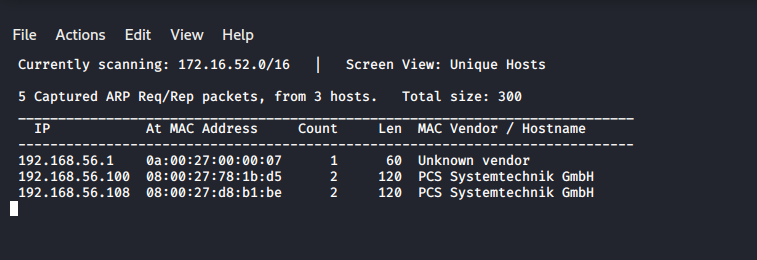 File Actions Edit View Help
Currently scanning: 172.16.52.0/16 | Screen View: Unique Hosts
5 Captured ARP Req/Rep packets, from 3 hosts. Total size: 300
_____________________________________________________________________________
IP At MAC Address Count Len MAC Vendor / Hostname
-----------------------------------------------------------------------------
192.168.56.1 0a:00:27:00:00:07 1 60 Unknown vendor
192.168.56.100 08:00:27:78:1b:d5 2 120 PCS Systemtechnik GmbH
192.168.56.108 08:00:27:d8:b1:be 2 120 PCS Systemtechnik GmbH